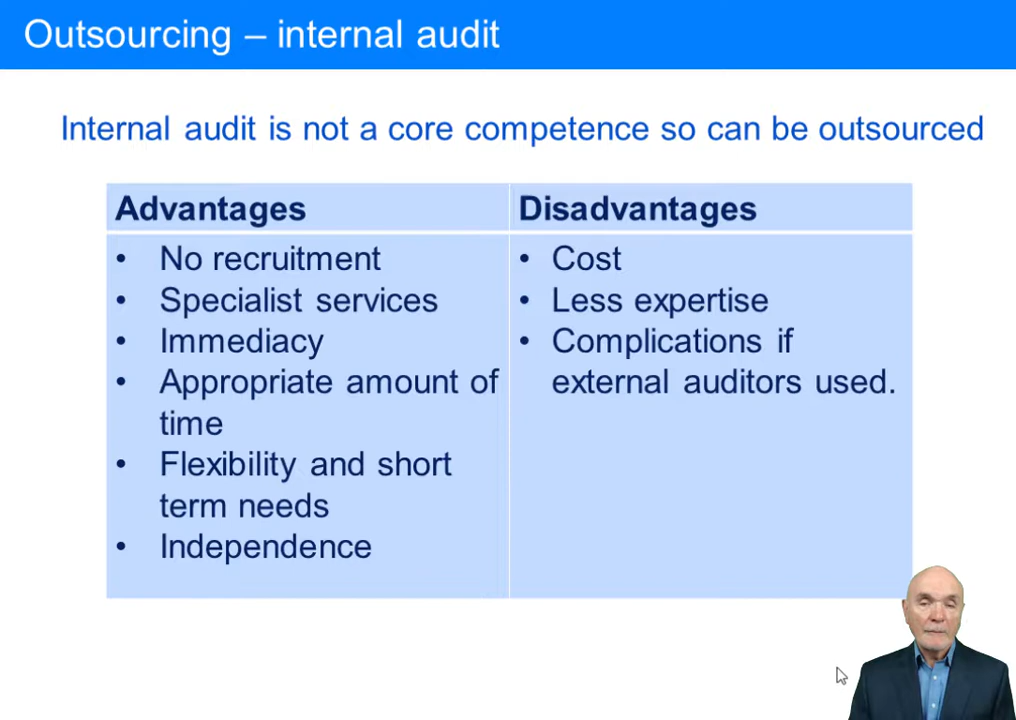 Outsourcing – internal audit
Internal audit is not a core competence so can be outsourced
Advantages
• No recruitment
• Specialist services
• Immediacy
• Appropriate amount of
time
• Flexibility and short
term needs
• Independence
Disadvantages
• Cost
• Less expertise
• Complications if
external auditors used.